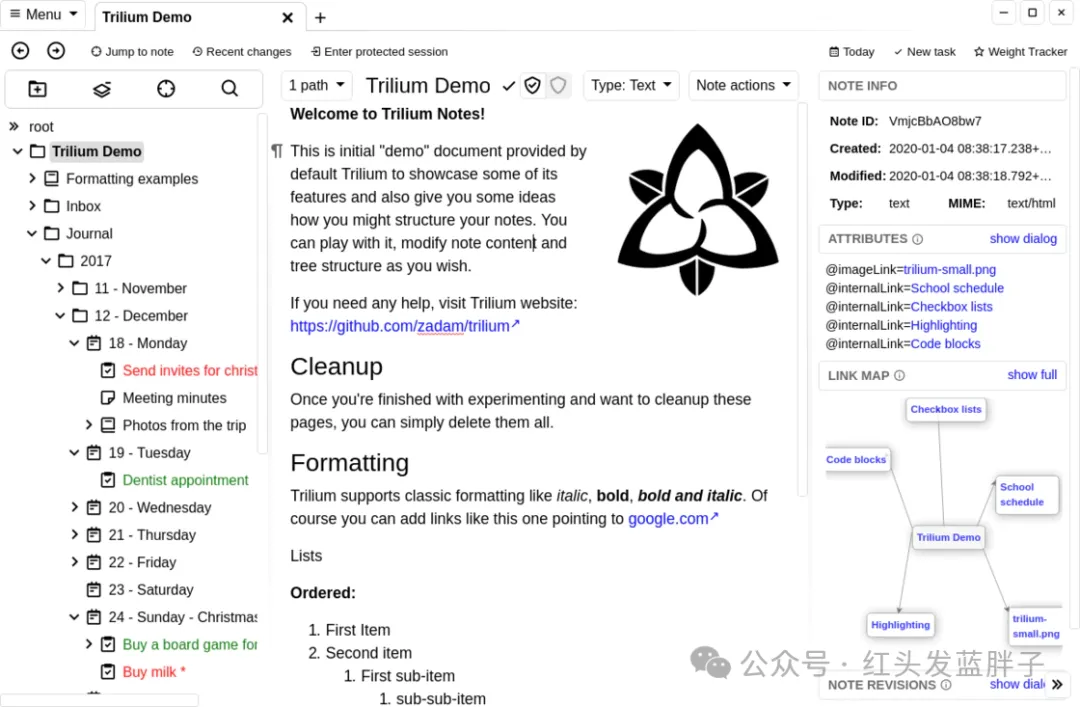 Menu
Trilium Demo
Jump to note
Recent changes
Enter protected session
Today
New task
Weight Tracker
root
Trilium Demo
Formatting examples
Inbox
Journal
2017
11 - November
12 - December
18 - Monday
Send invites for christ
Meeting minutes
Photos from the trip
19 - Tuesday
Dentist appointment
20 - Wednesday
21 - Thursday
22 - Friday
23 - Saturday
24 - Sunday - Christmas
Buy a board game for
Buy milk *
1 path
Trilium Demo
Type: Text
Note actions
Welcome to Trilium Notes!
This is initial "demo" document provided by
default Trilium to showcase some of its
features and also give you some ideas
how you might structure your notes. You
can play with it, modify note content and
tree structure as you wish.
If you need any help, visit Trilium website:
https://github.com/zadam/trilium
Cleanup
Once you're finished with experimenting and want to cleanup these
pages, you can simply delete them all.
Formatting
Trilium supports classic formatting like italic, bold, bold and italic. Of
course you can add links like this one pointing to google.com
Lists
Ordered:
1. First Item
2. Second item
1. First sub-item
1. sub-sub-item
NOTE INFO
Note ID: VmjcBbAO8bw7
Created: 2020-01-04 08:38:17.238+...
Modified: 2020-01-04 08:38:18.792+...
Type: text MIME: text/html
ATTRIBUTES show dialog
@imageLink=trilium-small.png
@internalLink=School schedule
@internalLink=Checkbox lists
@internalLink=Highlighting
@internalLink=Code blocks
LINK MAP show full
Checkbox lists
Code blocks
School
schedule
Trilium Demo
Highlighting
trilium-
small.png
公众号 · 红头发蓝胖子
NOTE REVISIONS show dialo